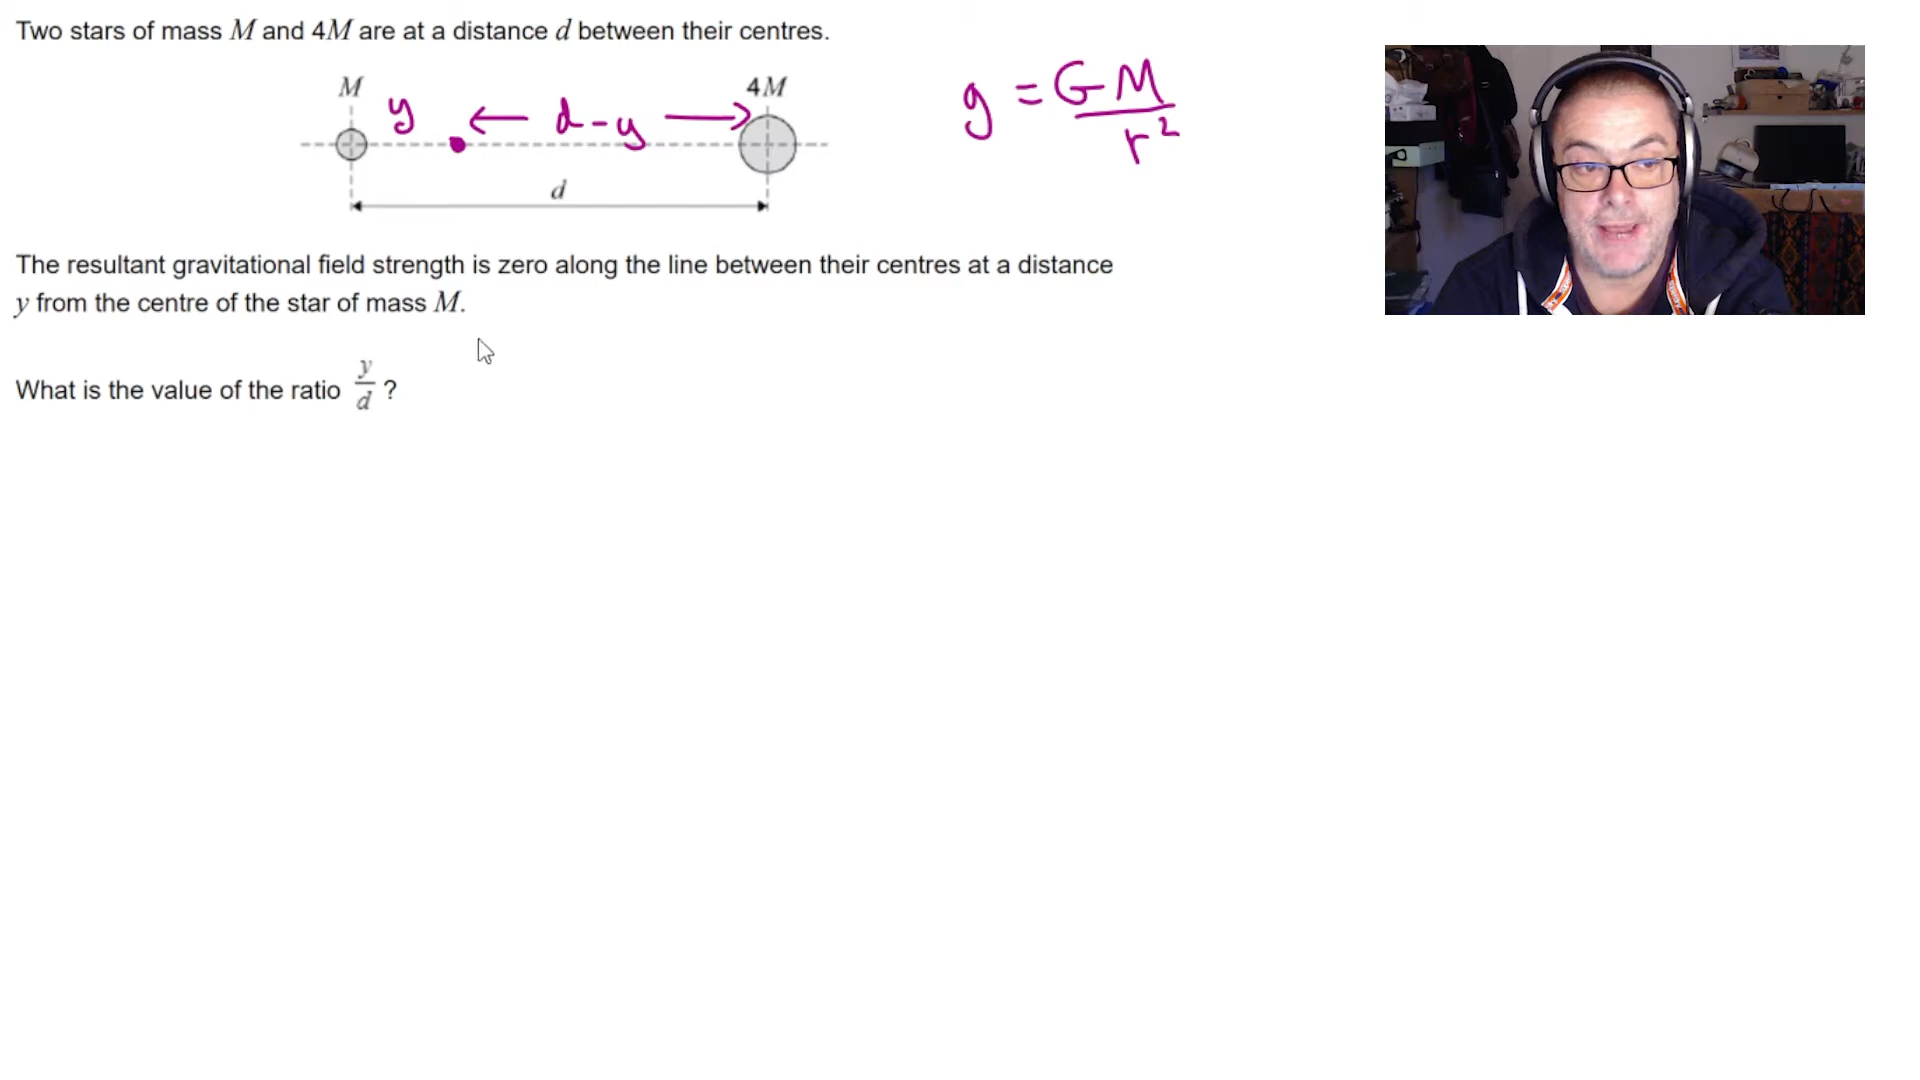 Two stars of mass M and 4M are at a distance d between their centres.
M
4M
y
← d-y →
g = GM
r²
d
The resultant gravitational field strength is zero along the line between their centres at a distance
y from the centre of the star of mass M.
What is the value of the ratio y/d ?